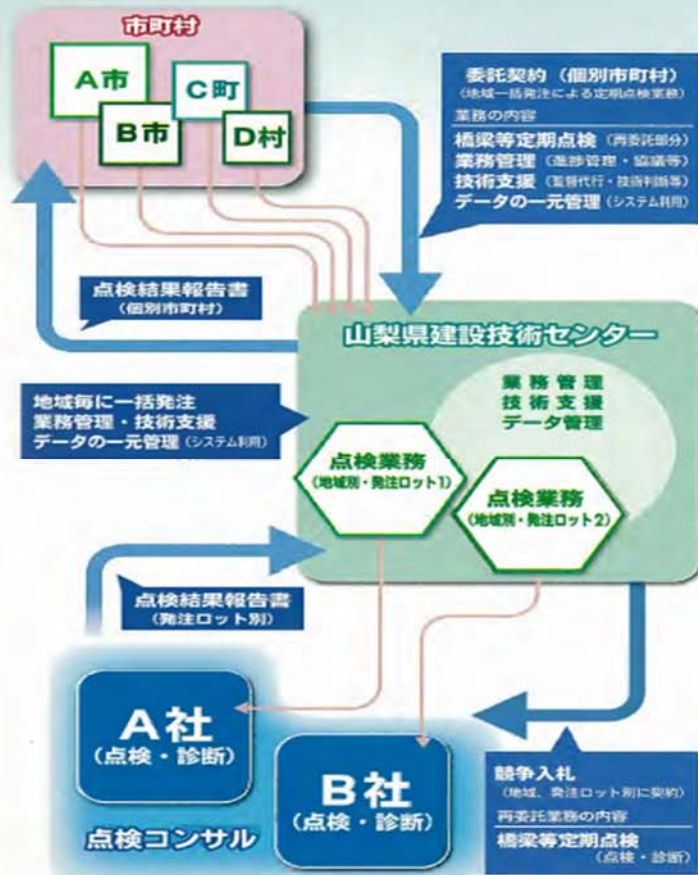 市町村
A市
B市
C町
D村
委託契約（個別市町村）
（地域一括発注による定期点検業務）
業務の内容
橋梁等定期点検（再委託部分）
業務管理（進捗管理・協議等）
技術支援（監督代行・技術判断等）
データの一元管理（システム利用）
点検結果報告書
（個別市町村）
山梨県建設技術センター
業務管理
技術支援
データ管理
地域毎に一括発注
業務管理・技術支援
データの一元管理（システム利用）
点検業務
（地域別・発注ロット1）
点検業務
（地域別・発注ロット2）
点検結果報告書
（発注ロット別）
A社
（点検・診断）
B社
（点検・診断）
点検コンサル
競争入札
（地域、発注ロット別に契約）
再委託業務の内容
橋梁等定期点検
（点検・診断）